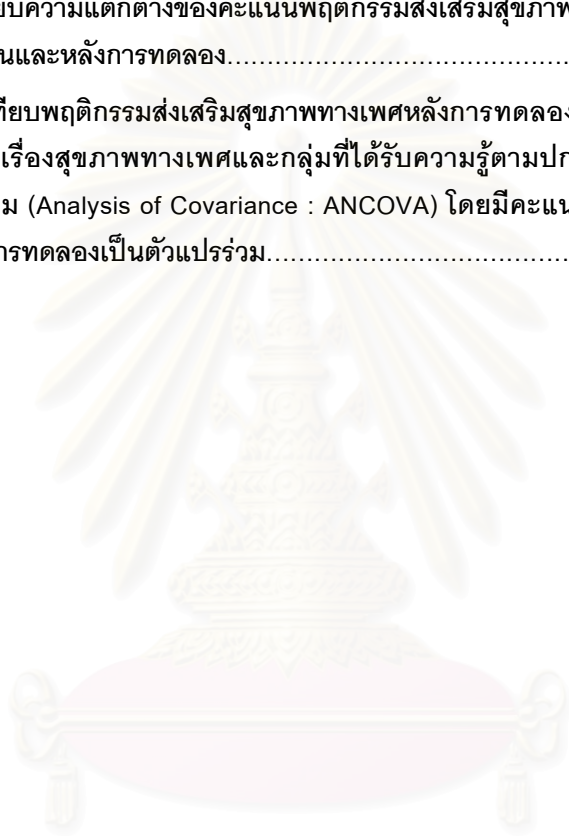 ยบความแตกต่างของคะแนนพฤติกรรมส่งเสริมสุขภาพ
นและหลังการทดลอง.......................................
ทียบพฤติกรรมส่งเสริมสุขภาพทางเพศหลังการทดลอง
เรื่องสุขภาพทางเพศและกลุ่มที่ได้รับความรู้ตามปก
ม (Analysis of Covariance : ANCOVA) โดยมีคะแน
ารทดลองเป็นตัวแปรร่วม...................................